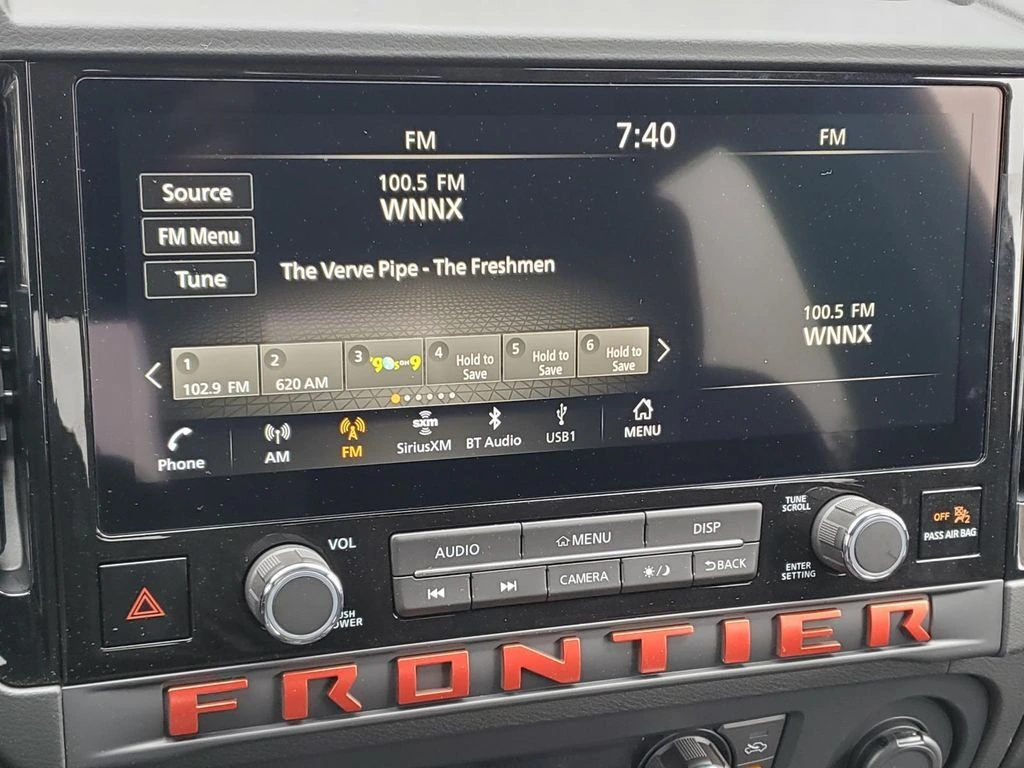 FM
7:40
FM
Source
FM Menu
Tune
100.5 FM
WNNX
The Verve Pipe - The Freshmen
100.5 FM
WNNX
1
102.9 FM
2
620 AM
3
4
Hold to
Save
5
Hold to
Save
6
Hold to
Save
Phone
AM
FM
sxm
SiriusXM
BT Audio
USB1
MENU
VOL
AUDIO
MENU
DISP
CAMERA
BACK
TUNE
SCROLL
ENTER
SETTING
OFF
2
PASS AIR BAG
FRONTIER